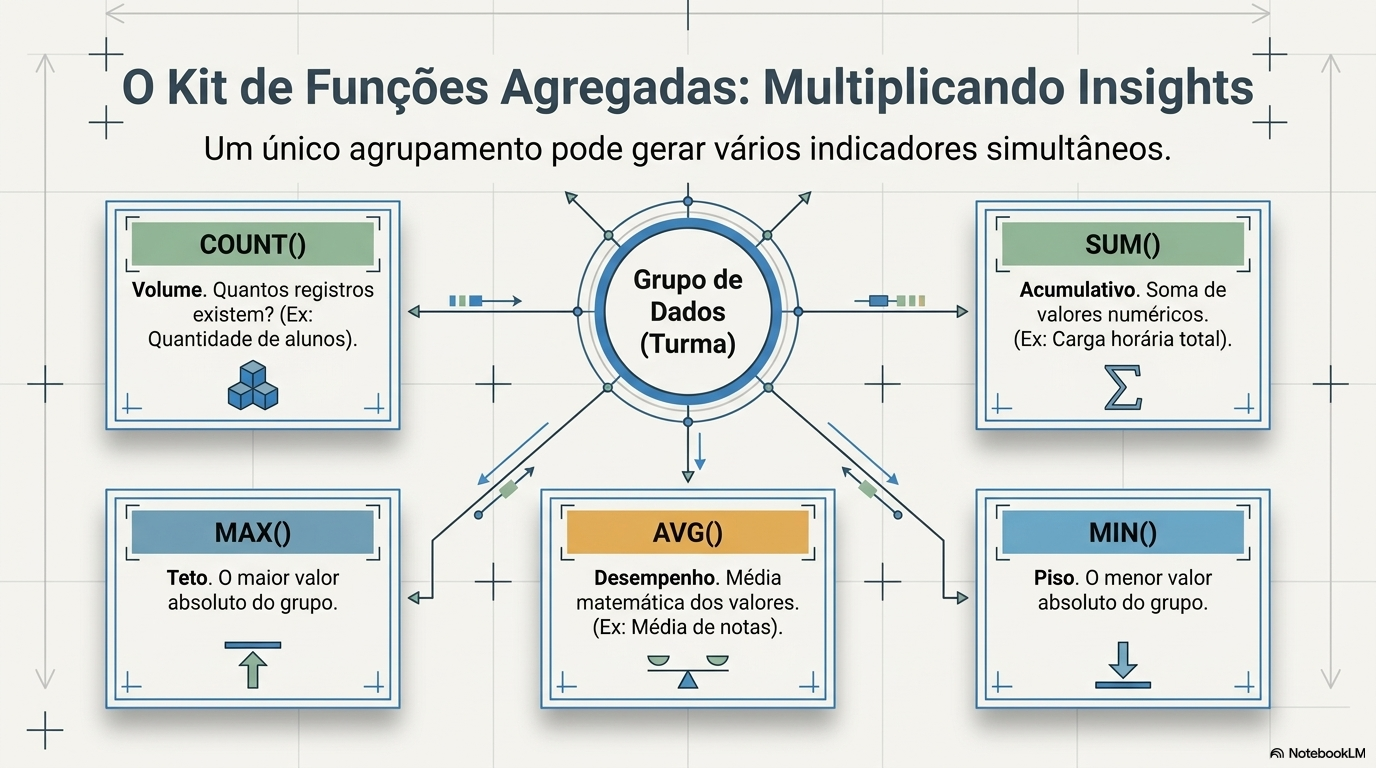 O Kit de Funções Agregadas: Multiplicando Insights
Um único agrupamento pode gerar vários indicadores simultâneos.
COUNT()
Volume. Quantos registros
existem? (Ex:
Quantidade de alunos).
Grupo de
Dados
(Turma)
SUM()
Acumulativo. Soma de
valores numéricos.
(Ex: Carga horária total).
Σ
MAX()
Teto. O maior valor
absoluto do grupo.
AVG()
Desempenho. Média
matemática dos valores.
(Ex: Média de notas).
MIN()
Piso. O menor valor
absoluto do grupo.
NotebookLM